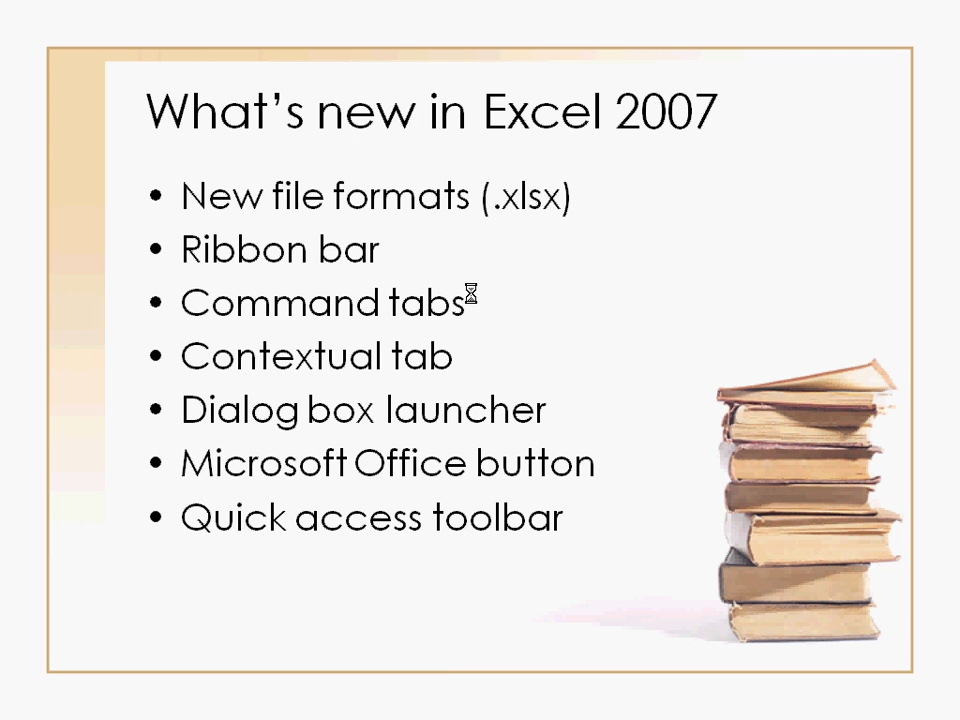 What's new in Excel 2007
• New file formats (.xlsx)
• Ribbon bar
• Command tabs
• Contextual tab
• Dialog box launcher
• Microsoft Office button
• Quick access toolbar